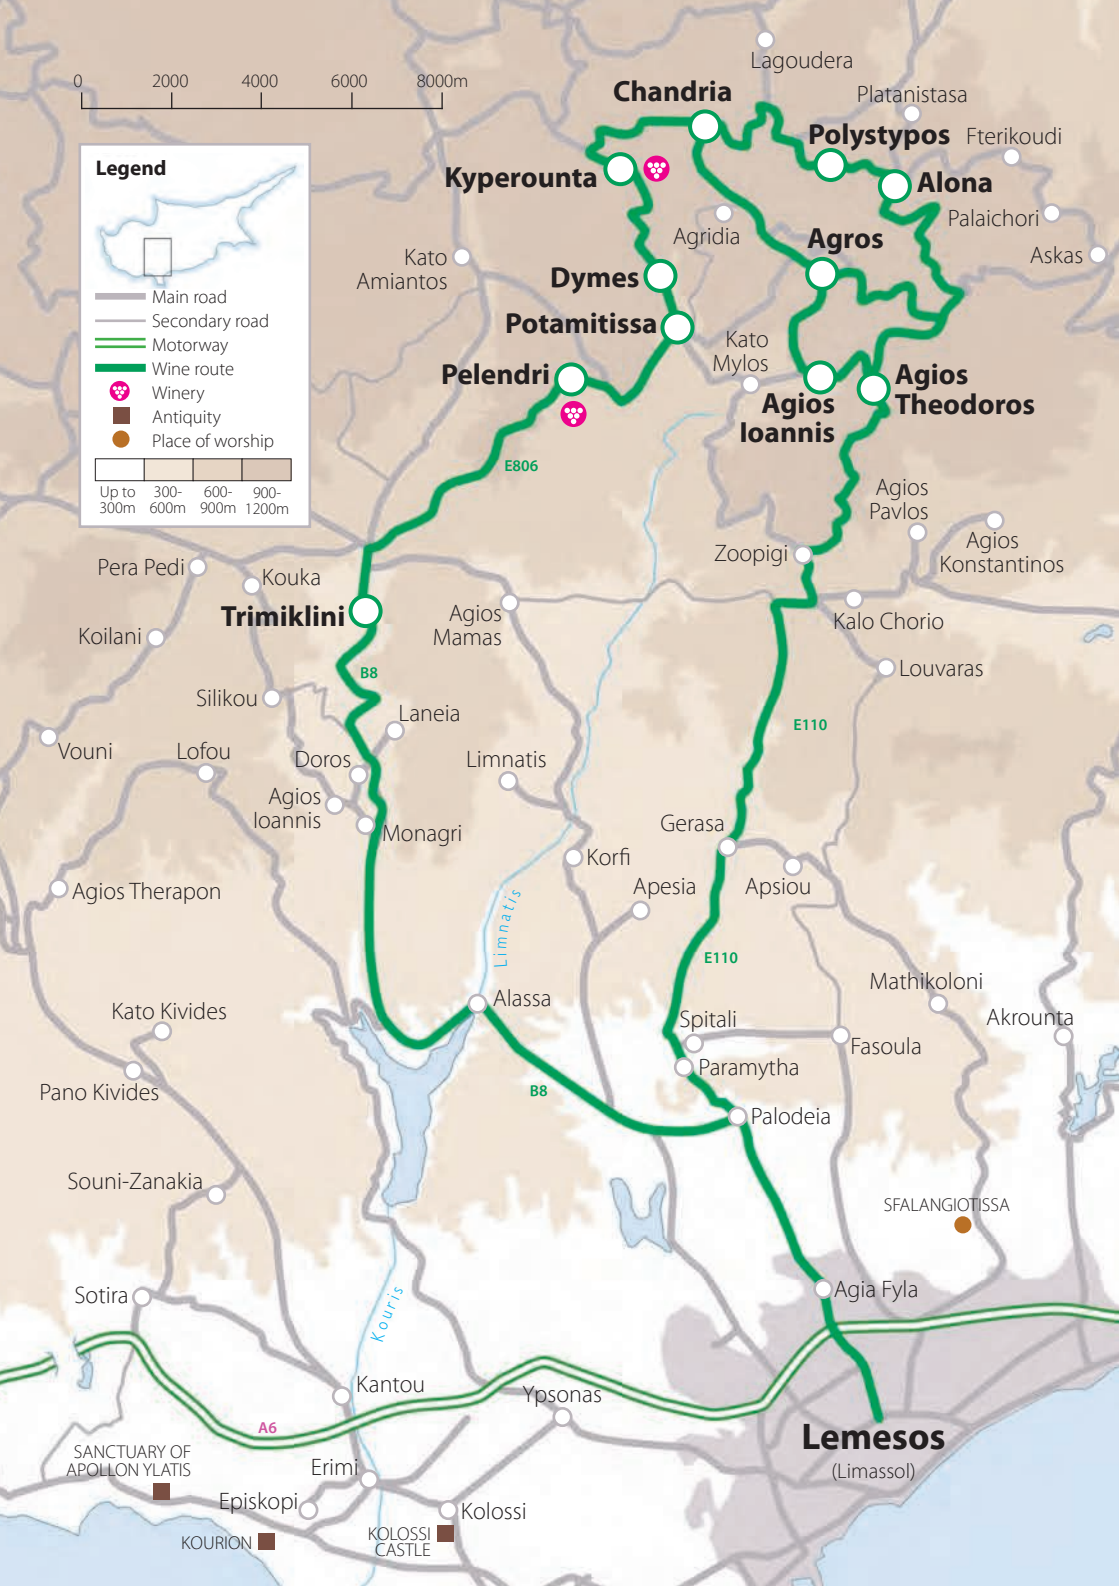 Lagoudera
0 2000 4000 6000 8000m
Chandria
Platanistasa
Polystypos
Fterikoudi
Legend
Kyperounta
Alona
Palaichori
Agridia
Agros
Askas
Kato
Amiantos
Dymes
Main road
Secondary road
Motorway
Wine route
Winery
Antiquity
Place of worship
Up to
300m
300-
600m
600-
900m
900-
1200m
Potamitissa
Kato
Mylos
Pelendri
Agios
Theodoros
Agios
Ioannis
E806
Agios
Pavlos
Agios
Konstantinos
Zoopigi
Pera Pedi
Kouka
Trimiklini
Agios
Mamas
Kalo Chorio
Koilani
B8
Louvaras
Silikou
Laneia
E110
Vouni
Lofou
Doros
Limnatis
Agios
Ioannis
Monagri
Gerasa
Korfi
Apesia
Apsiou
Agios Therapon
Limnatis
E110
Mathikoloni
Alassa
Kato Kivides
Spitali
Akrounta
Fasoula
Paramytha
Pano Kivides
B8
Palodeia
Souni-Zanakia
SFALANGIOTISSA
Sotira
Agia Fyla
Kouris
Kantou
Ypsonas
A6
Lemesos
(Limassol)
SANCTUARY OF
APOLLON YLATIS
Erimi
Episkopi
Kolossi
KOURION
KOLOSSI
CASTLE